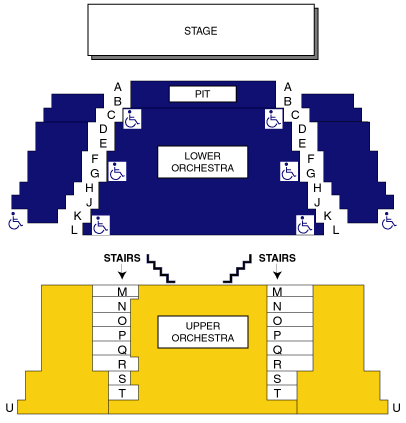 STAGE
A A
PIT
B B
C C
D D
E E
LOWER
ORCHESTRA
F F
G G
H H
J J
K K
L L
STAIRS STAIRS
M M
N N
O O
UPPER
ORCHESTRA
P P
Q Q
R R
S S
T T
U U